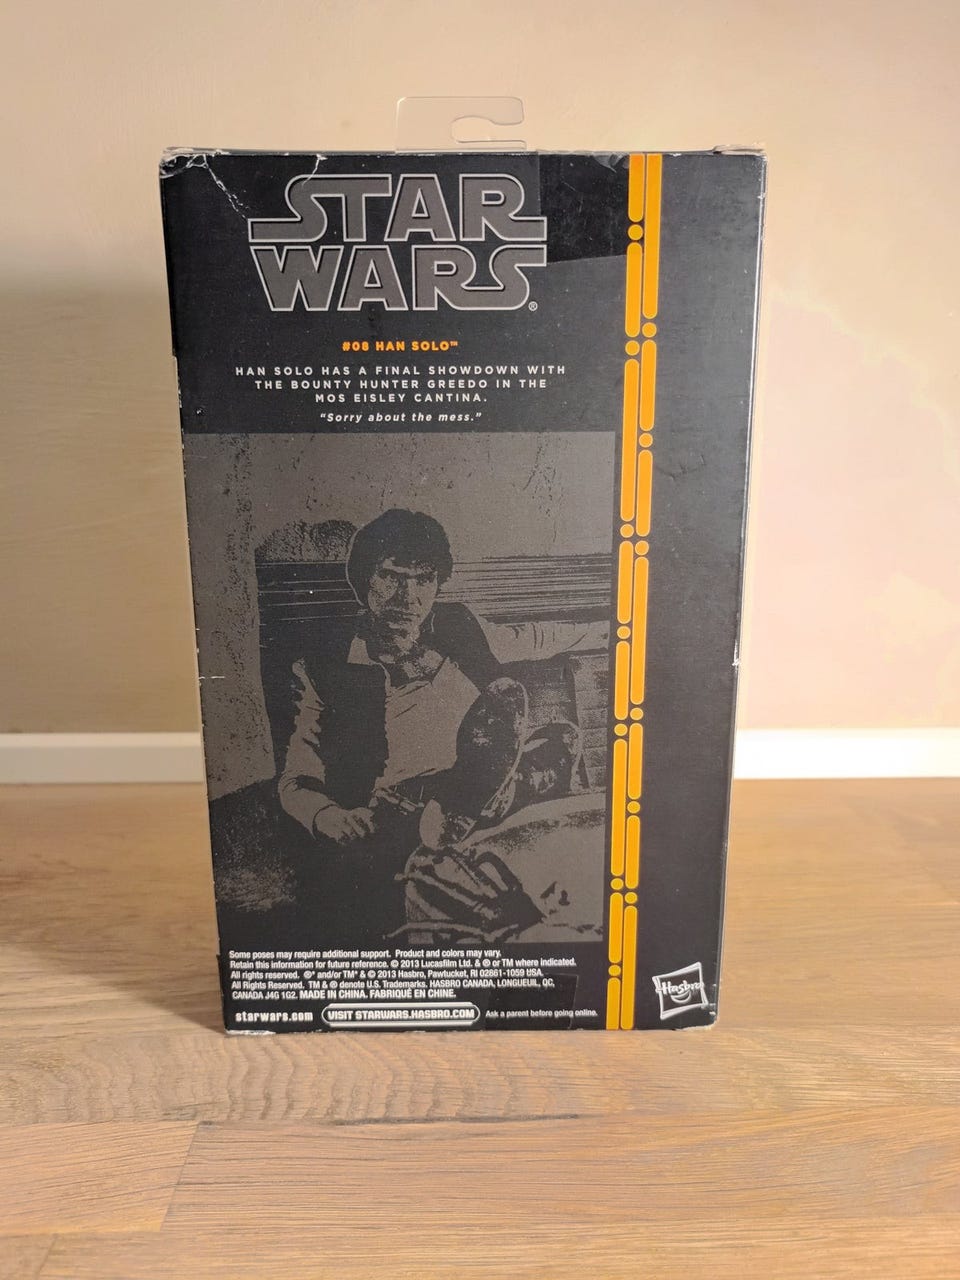 STAR
WARS®
#08 HAN SOLO™
HAN SOLO HAS A FINAL SHOWDOWN WITH
THE BOUNTY HUNTER GREEDO IN THE
MOS EISLEY CANTINA.
"Sorry about the mess."
Some poses may require additional support. Product and colors may vary.
Retain this information for future reference. © 2013 Lucasfilm Ltd. & ® or TM where indicated.
All rights reserved. ®* and/or TM* & © 2013 Hasbro, Pawtucket, RI 02861-1059 USA.
All Rights Reserved. TM & ® denote U.S. Trademarks. HASBRO CANADA, LONGUEUIL, QC,
CANADA J4G 1G2. MADE IN CHINA. FABRIQUÉ EN CHINE.
starwars.com VISIT STARWARS.HASBRO.COM Ask a parent before going online.
Hasbro